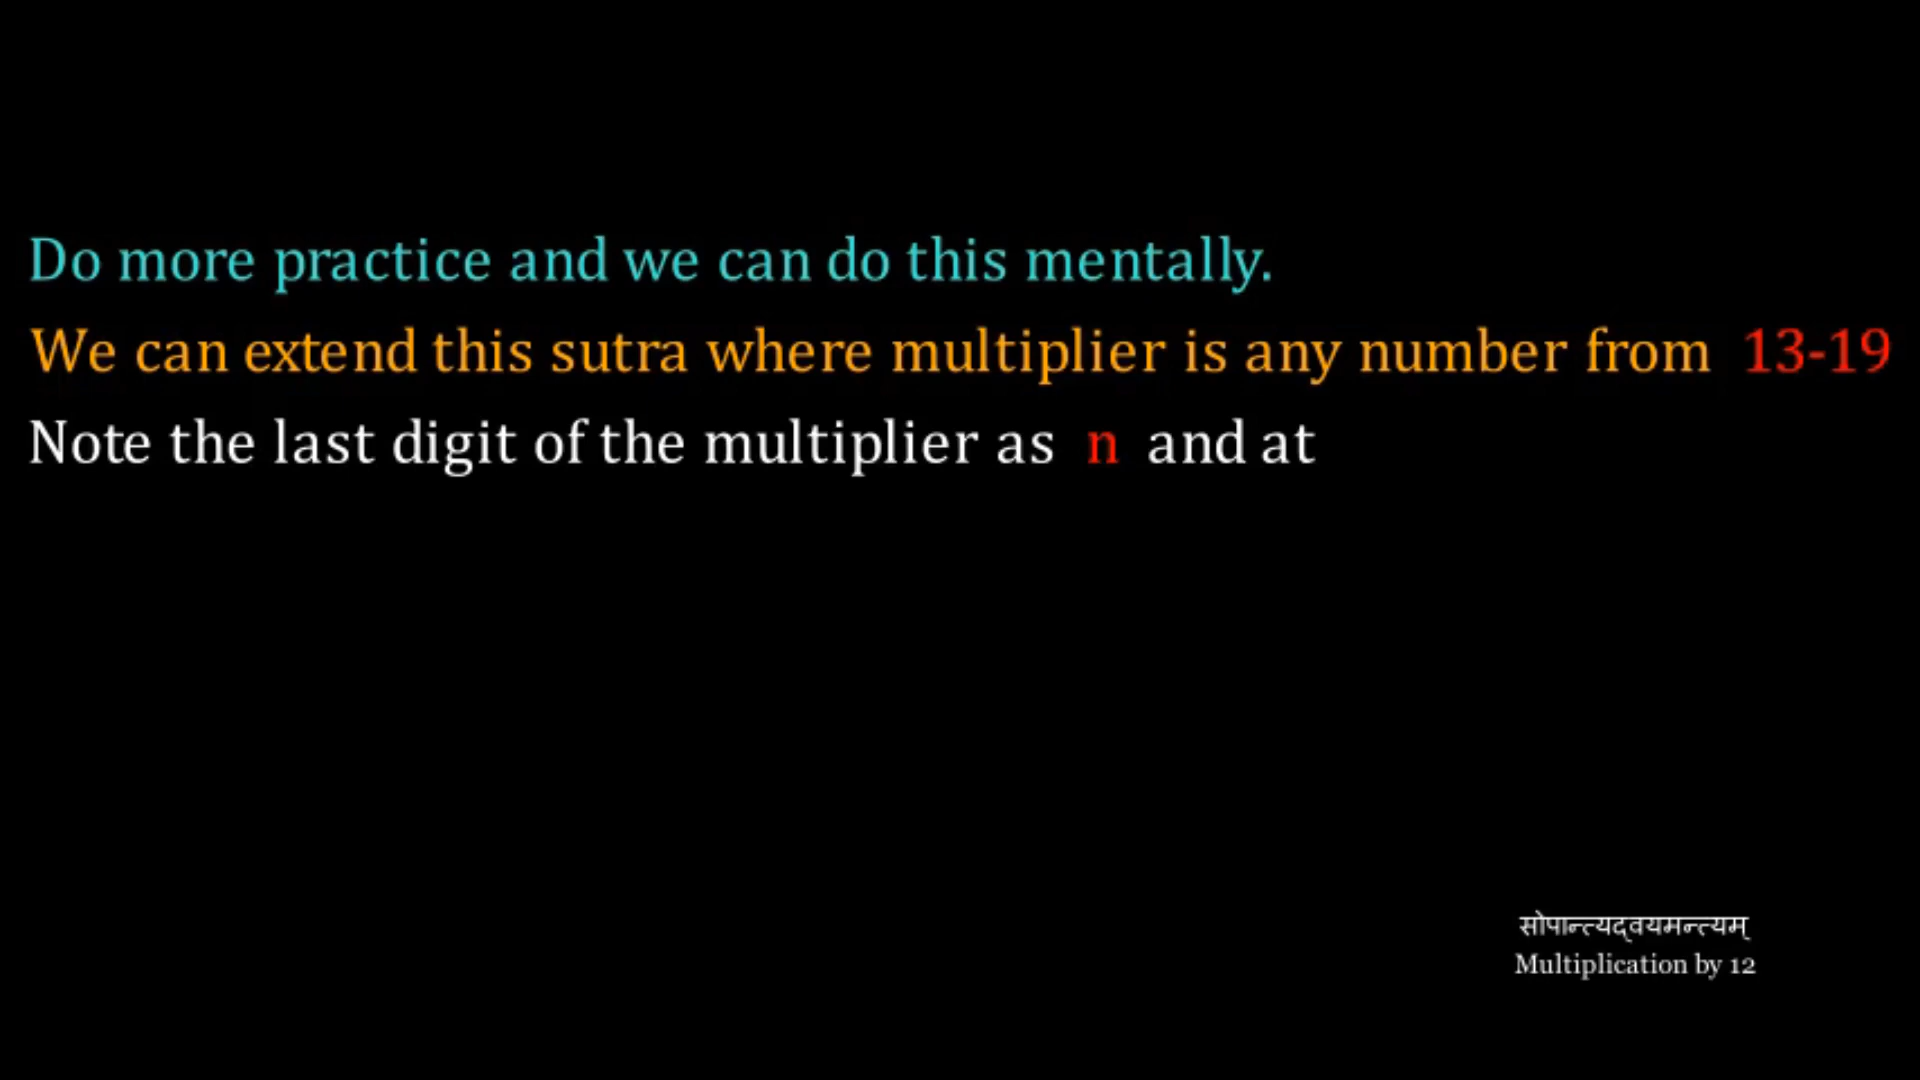 Do more practice and we can do this mentally.
We can extend this sutra where multiplier is any number from 13-19
Note the last digit of the multiplier as n and at
सोपान्त्यद्वयमन्त्यम्
Multiplication by 12